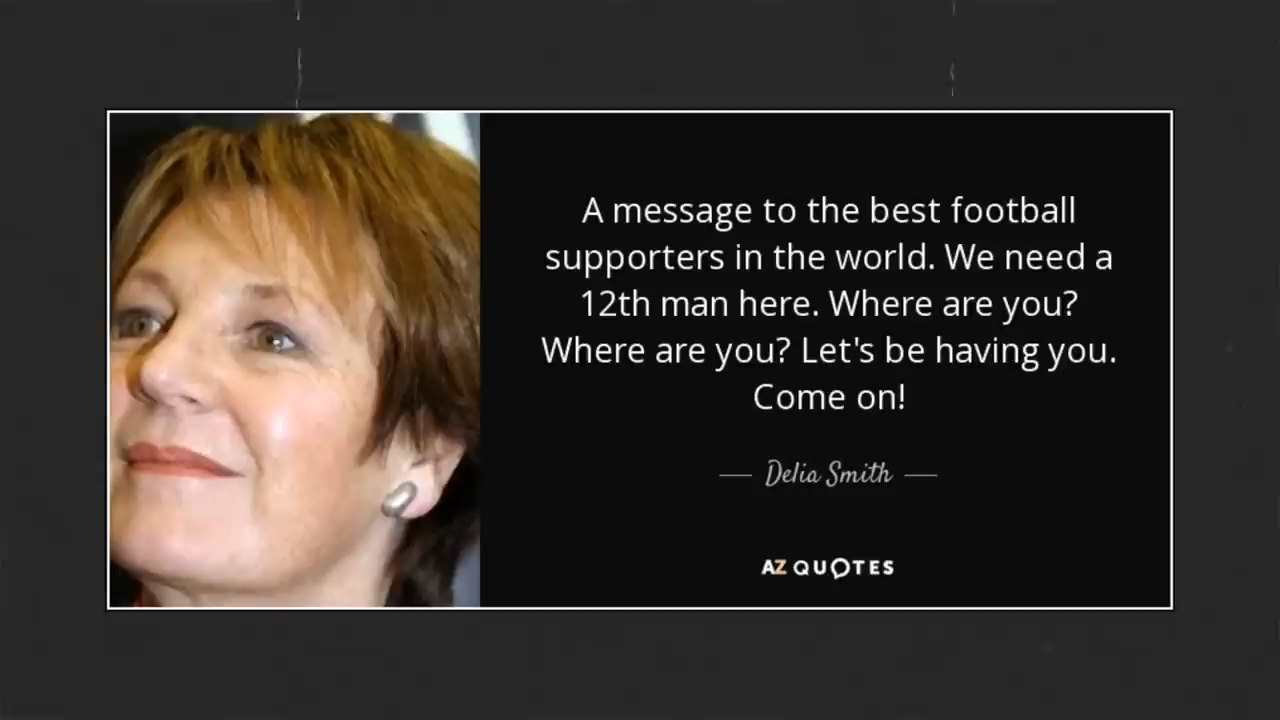 A message to the best football
supporters in the world. We need a
12th man here. Where are you?
Where are you? Let's be having you.
Come on!
Delia Smith
AZ QUOTES